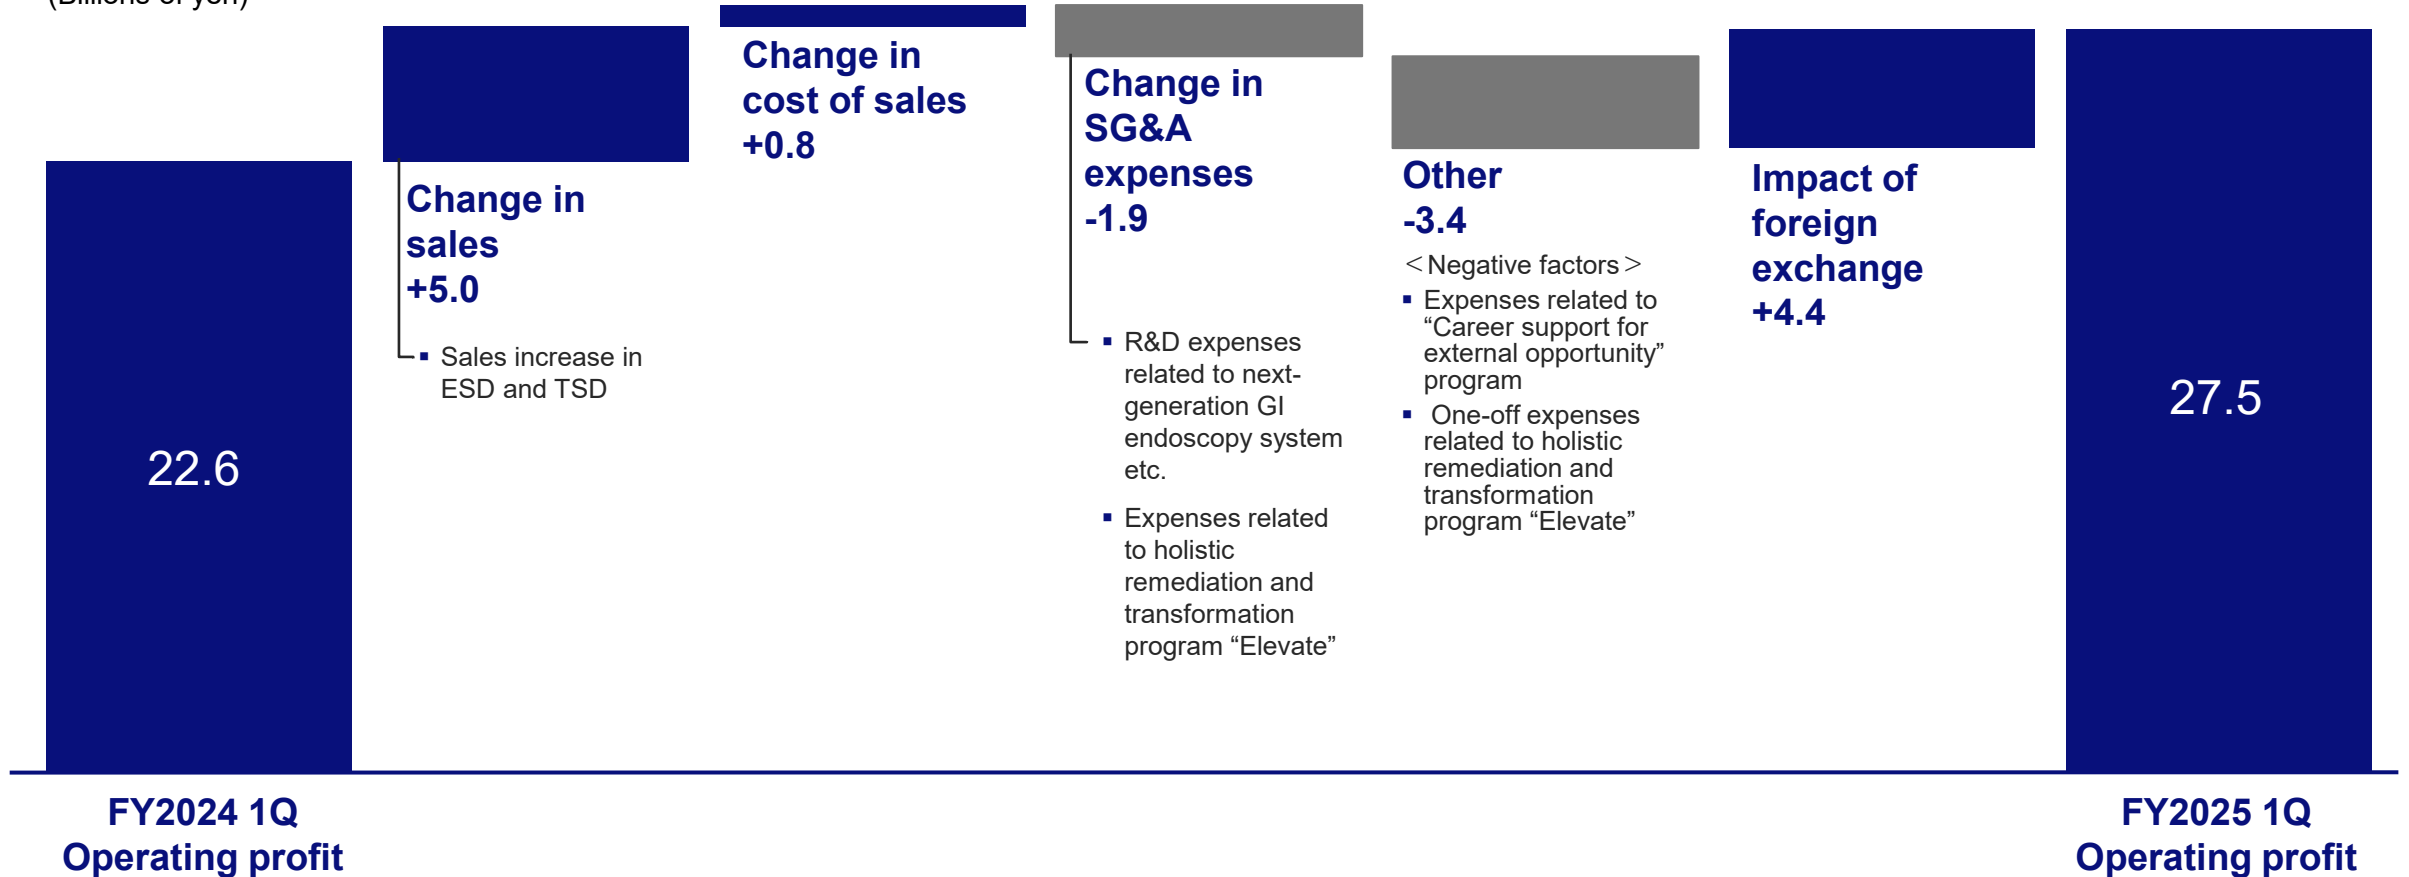 (Billions of yen)
22.6
FY2024 1Q
Operating profit
Change in
sales
+5.0
▪ Sales increase in
ESD and TSD
Change in
cost of sales
+0.8
Change in
SG&A
expenses
-1.9
▪ R&D expenses
related to next-
generation GI
endoscopy system
etc.
▪ Expenses related
to holistic
remediation and
transformation
program “Elevate”
Other
-3.4
<Negative factors>
▪ Expenses related to
“Career support for
external opportunity”
program
▪ One-off expenses
related to holistic
remediation and
transformation
program “Elevate”
Impact of
foreign
exchange
+4.4
27.5
FY2025 1Q
Operating profit